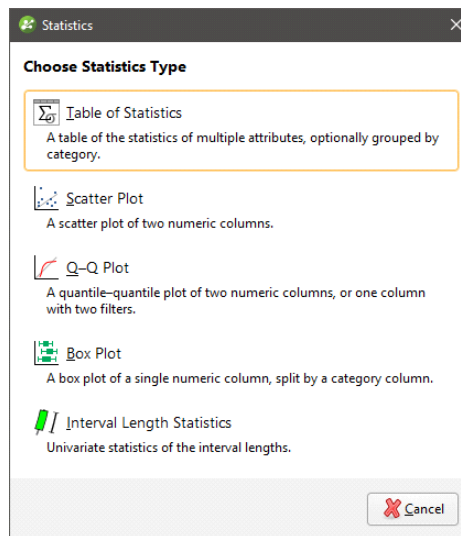 Statistics
Choose Statistics Type
Table of Statistics
A table of the statistics of multiple attributes, optionally grouped by
category.
Scatter Plot
A scatter plot of two numeric columns.
Q–Q Plot
A quantile–quantile plot of two numeric columns, or one column
with two filters.
Box Plot
A box plot of a single numeric column, split by a category column.
Interval Length Statistics
Univariate statistics of the interval lengths.
Cancel